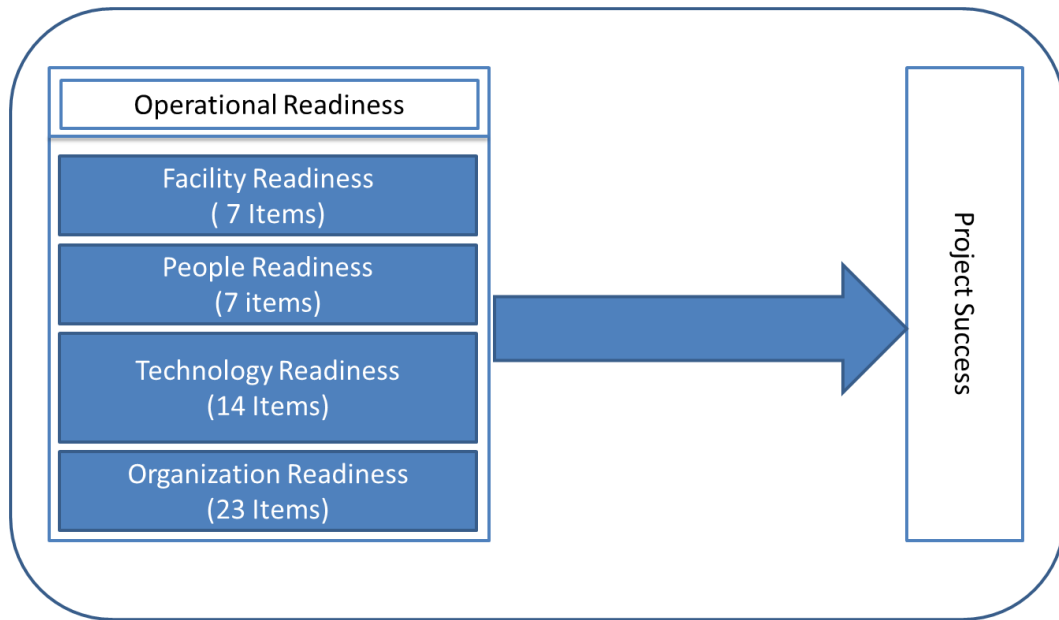 Operational Readiness
Facility Readiness
( 7 Items)
People Readiness
(7 items)
Technology Readiness
(14 Items)
Organization Readiness
(23 Items)
Project Success